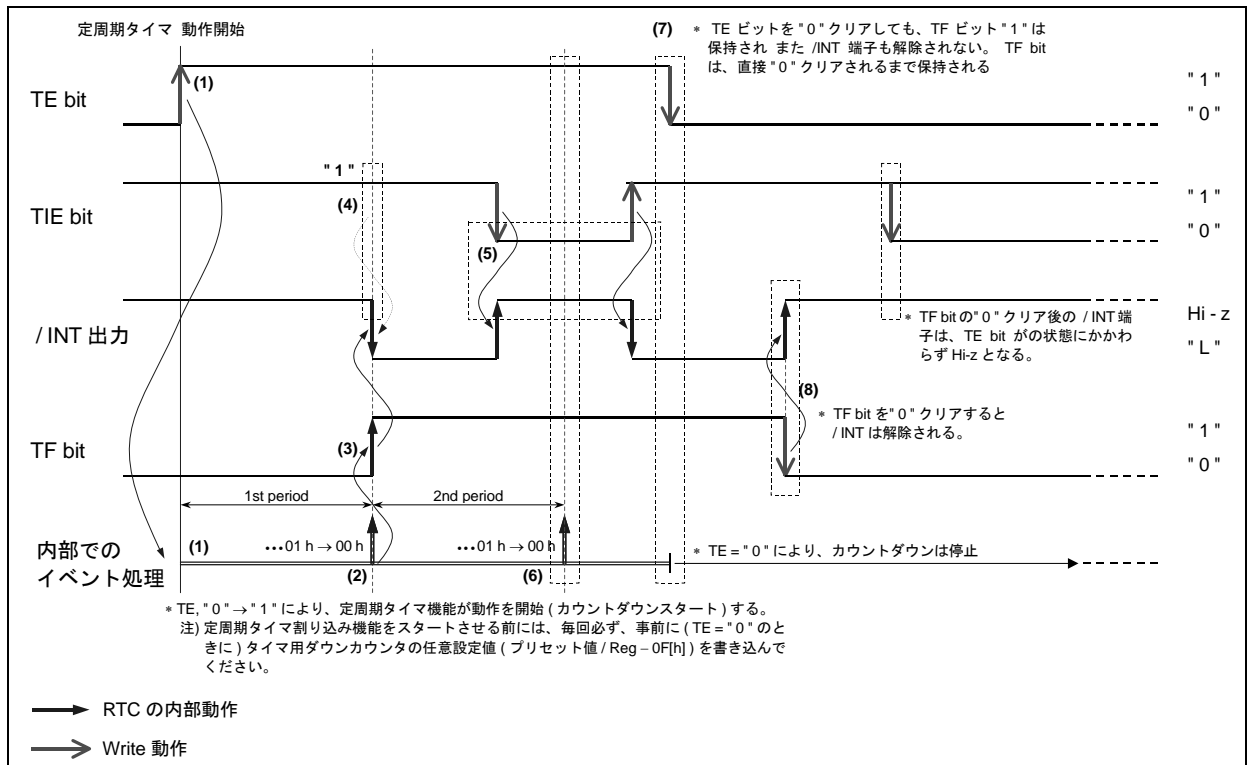 定周期タイマ 動作開始
(7)
* TE ビットを "0" クリアしても、TF ビット "1" は
保持され また /INT 端子も解除されない。 TF bit
は、直接 "0" クリアされるまで保持される
(1)
TE bit
" 1 "
" 0 "
" 1 "
(4)
TIE bit
" 1 "
" 0 "
(5)
/ INT 出力
* TF bit の "0" クリア後の / INT 端
子は、TE bit がの状態にかかわ
らず Hi-z となる。
Hi - z
" L "
(8)
* TF bit を "0" クリアすると
/ INT は解除される。
TF bit
(3)
" 1 "
" 0 "
1st period
2nd period
内部での
イベント処理
(1)
•••01 h → 00 h
•••01 h → 00 h
* TE = " 0 " により、カウントダウンは停止
(2)
(6)
* TE, " 0 " → " 1 " により、定周期タイマ機能が動作を開始 ( カウントダウンスタート ) する。
注) 定周期タイマ割り込み機能をスタートさせる前には、毎回必ず、事前に ( TE = " 0 " のと
きに ) タイマ用ダウンカウンタの任意設定値 ( プリセット値 / Reg – 0F[h] ) を書き込んで
ください。
RTC の内部動作
Write 動作